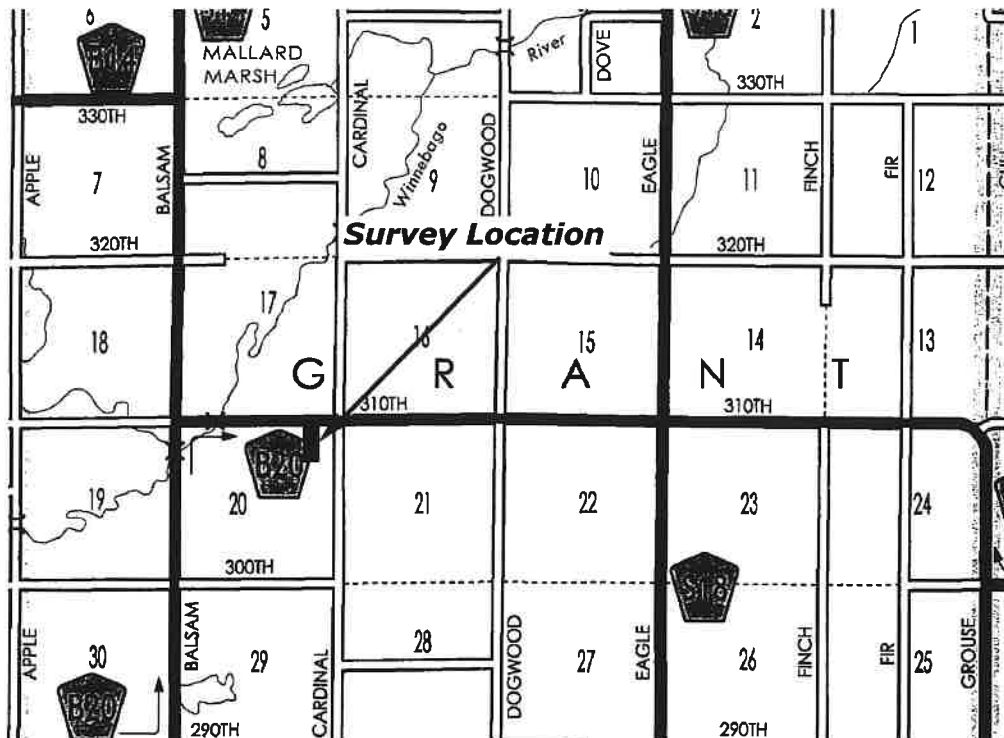 6
5
2
1
B14
MALLARD
MARSH
River
DOVE
330TH
330TH
CARDINAL
Winnebago
DOGWOOD
EAGLE
FINCH
FIR
APPLE
BALSAM
7
8
9
10
11
12
320TH
Survey Location
320TH
18
17
16
15
14
13
G R A N T
310TH
310TH
B20
19
20
21
22
23
24
300TH
S18
APPLE
BALSAM
CARDINAL
DOGWOOD
EAGLE
FINCH
FIR
GROUSE
30
29
28
27
26
25
B20
290TH
290TH